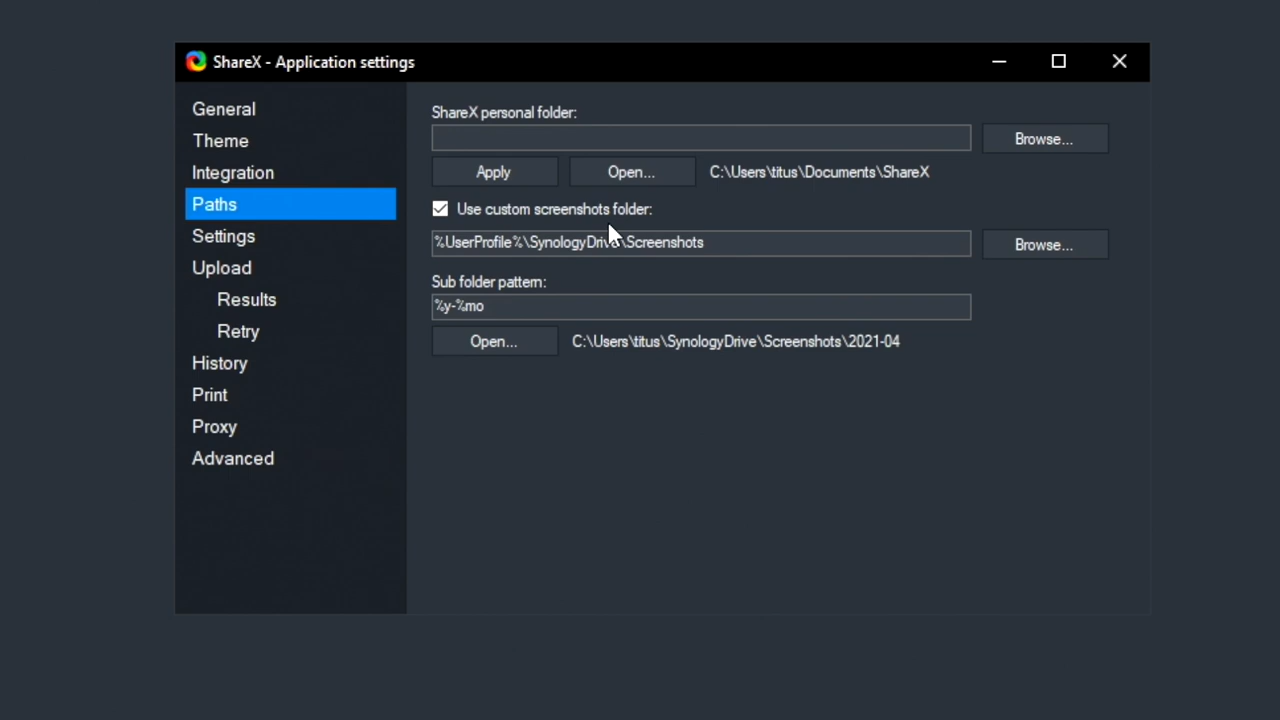 ShareX - Application settings
General
Theme
Integration
Paths
Settings
Upload
Results
Retry
History
Print
Proxy
Advanced
ShareX personal folder:
Browse...
Apply
Open...
C:\Users\titus\Documents\ShareX
Use custom screenshots folder:
%UserProfile%\SynologyDrive\Screenshots
Browse...
Sub folder pattern:
%y-%mo
Open...
C:\Users\titus\SynologyDrive\Screenshots\2021-04